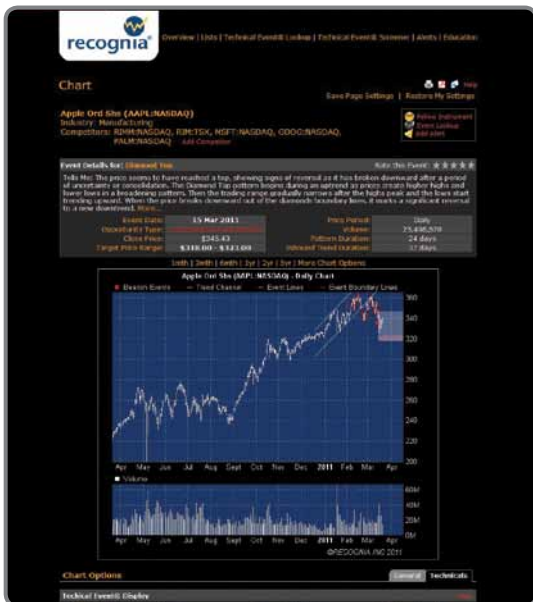 recognia
Overview | Lists | Technical Event® Lookup | Technical Event® Screener | Alerts | Education
Chart
Help
Save Page Settings | Restore My Settings
Apple Ord Shs (AAPL:NASDAQ)
Industry: Manufacturing
Competitors: RIMM:NASDAQ, RIM:TSX, MSFT:NASDAQ, GOOG:NASDAQ,
PALM:NASDAQ Add Competitor
Follow Instrument
Event Lookup
Add Alert
Event Details for: Diamond Top
Rate this Event:
Tells Me: The price seems to have reached a top, showing signs of reversal as it has broken downward after a period
of uncertainty or consolidation. The Diamond Top pattern begins during an uptrend as prices create higher highs and
lower lows in a broadening pattern. Then the trading range gradually narrows after the highs peak and the lows start
trending upward. When the price breaks downward out of the diamond's boundary lines, it marks a significant reversal
to a new downtrend. More...
Event Date: 15 Mar 2011 Price Period: Daily
Opportunity Type: Volume:
Close Price: $345.43 Pattern Duration: 24 days
Target Price Range: $318.00 - $323.00 Inbound Trend Duration: 37 days
1mth | 3mth | 6mth | 1yr | 2yr | 5yr | More Chart Options
Apple Ord Shs (AAPL:NASDAQ) - Daily Chart
Bearish Events Trend Channel Event Lines Event Boundary Lines
360
340
320
300
280
260
240
220
200
Apr May Jun Jul Aug Sept Oct Nov Dec 2011 Feb Mar Apr
Volume
60M
40M
20M
0M
Apr May Jun Jul Aug Sept Oct Nov Dec 2011 Feb Mar Apr
©RECOGNIA INC 2011
Chart Options
General Technicals
Techical Event® Display